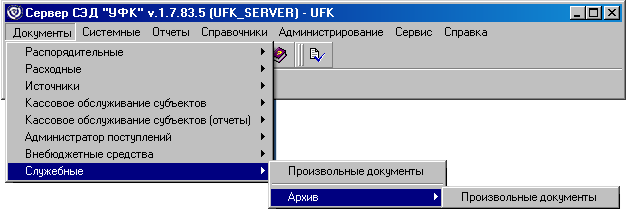 Сервер СЭД "УФК" v.1.7.83.5 (UFK_SERVER) - UFK
Документы Системные Отчеты Справочники Администрирование Сервис Справка
Распорядительные
Расходные
Источники
Кассовое обслуживание субъектов
Кассовое обслуживание субъектов (отчеты)
Администратор поступлений
Внебюджетные средства
Служебные
Произвольные документы
Архив
Произвольные документы